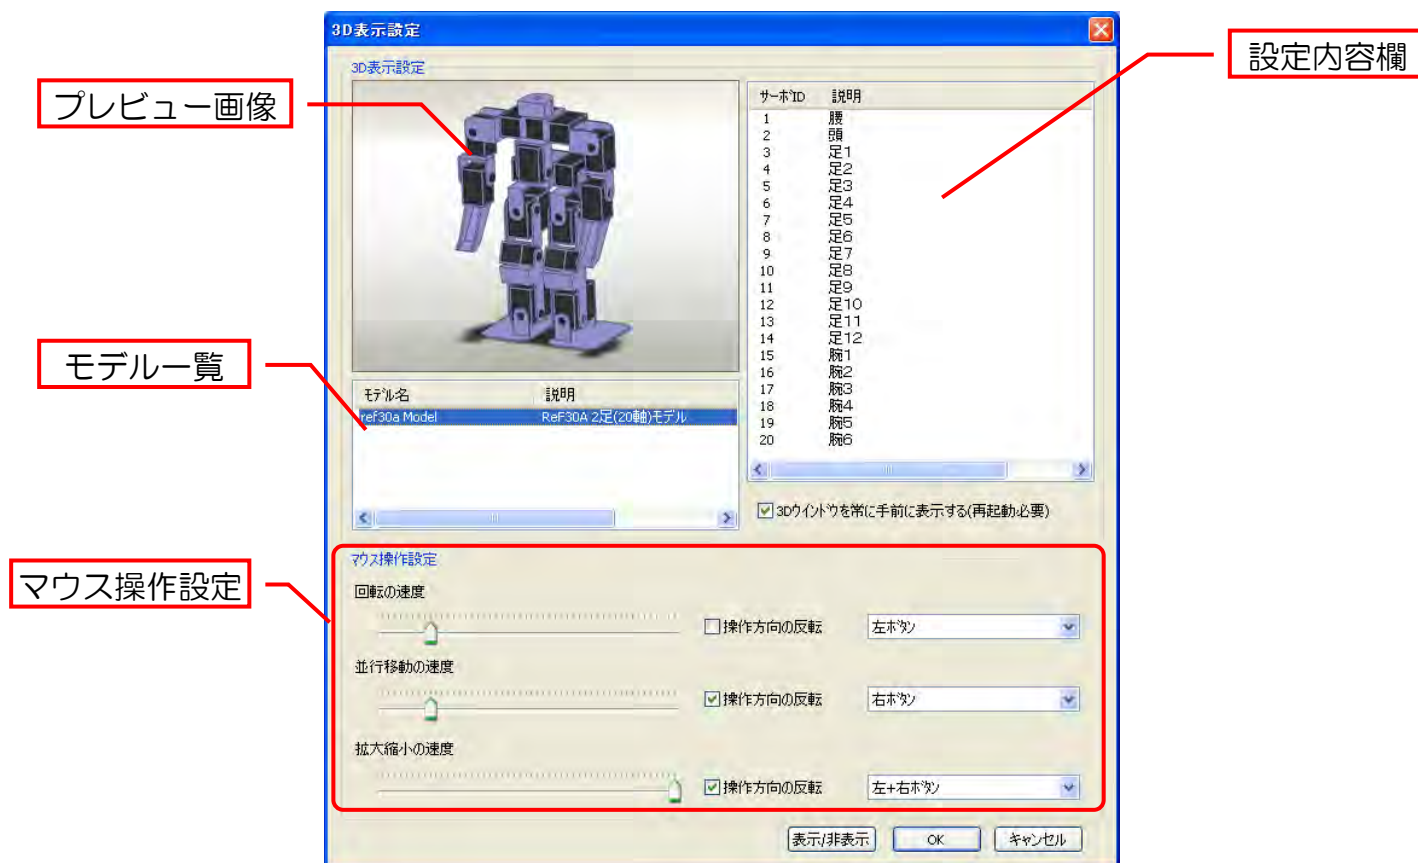 3D表示設定
3D表示設定
設定内容欄
プレビュー画像
サーボID 説明
1 腰
2 頭
3 足1
4 足2
5 足3
6 足4
7 足5
8 足6
9 足7
10 足8
11 足9
12 足10
13 足11
14 足12
15 腕1
16 腕2
17 腕3
18 腕4
19 腕5
20 腕6
モデル一覧
モデル名 説明
ref30a Model ReF30A 2足(20軸)モデル
3Dウインドウを常に手前に表示する(再起動必要)
マウス操作設定
マウス操作設定
回転の速度
操作方向の反転 左ボタン
並行移動の速度
操作方向の反転 右ボタン
拡大縮小の速度
操作方向の反転 左+右ボタン
表示/非表示 OK キャンセル